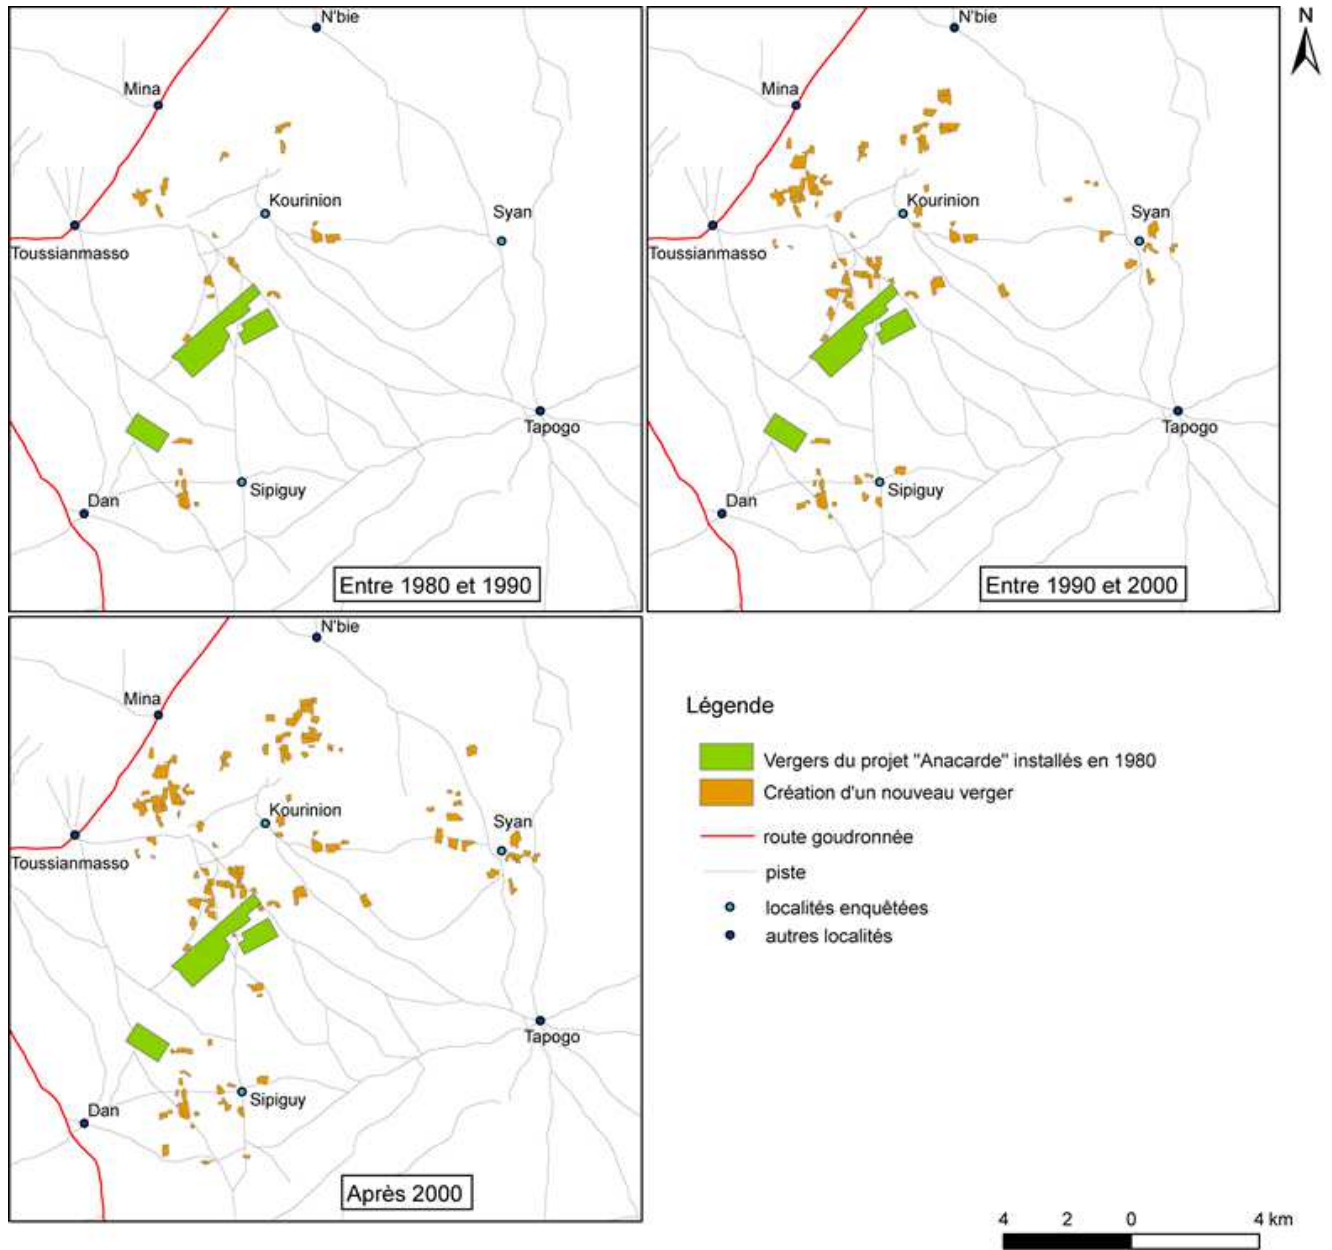 N'bie
Mina
Kourinion
Syan
Toussianmasso
Tapogo
Sipiguy
Dan
Entre 1980 et 1990
N'bie
Mina
Kourinion
Syan
Toussianmasso
Tapogo
Sipiguy
Dan
Entre 1990 et 2000
N
N'bie
Mina
Kourinion
Syan
Toussianmasso
Tapogo
Sipiguy
Dan
Après 2000
Légende
Vergers du projet "Anacarde" installés en 1980
Création d'un nouveau verger
route goudronnée
piste
localités enquêtées
autres localités
4 2 0 4 km